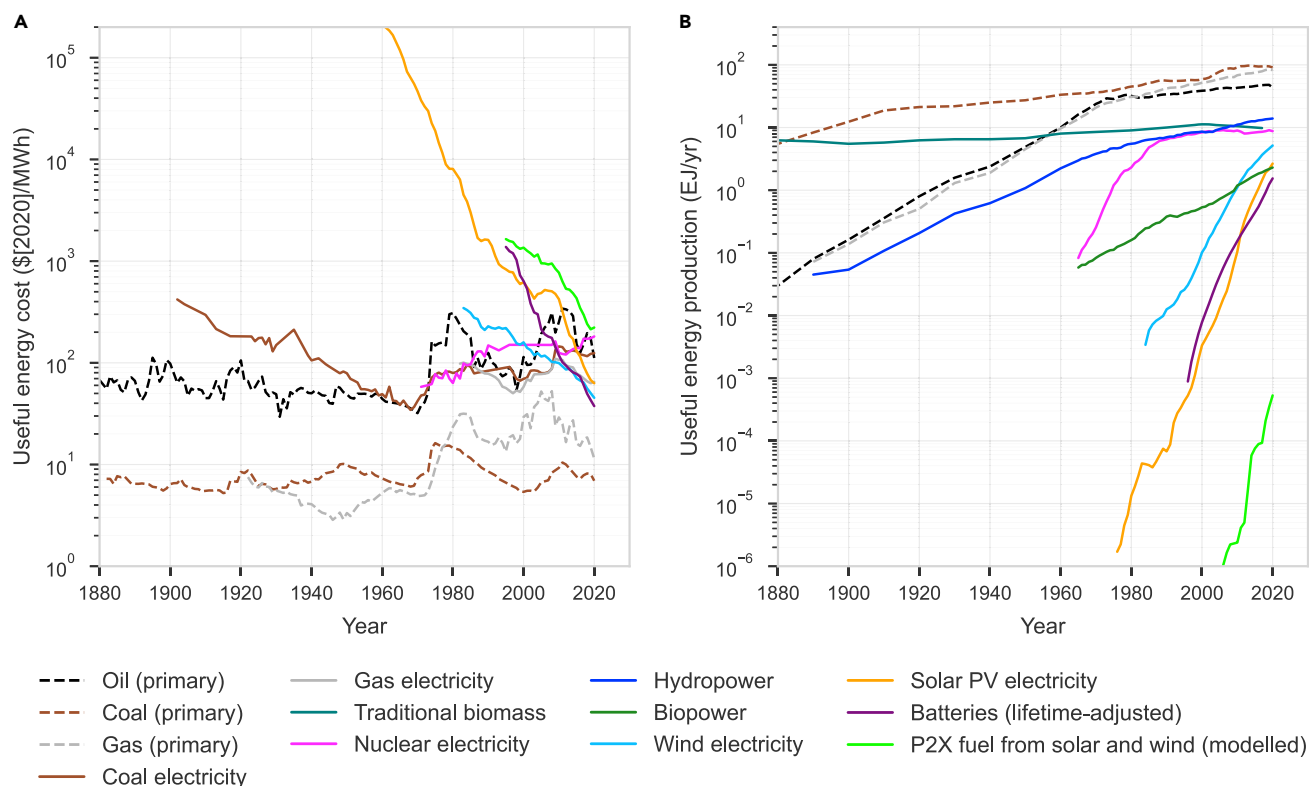 A
B
Useful energy cost ($[2020]/MWh)
10^5
10^4
10^3
10^2
10^1
10^0
1880 1900 1920 1940 1960 1980 2000 2020
Year
Useful energy production (EJ/yr)
10^2
10^1
10^0
10^−1
10^−2
10^−3
10^−4
10^−5
10^−6
1880 1900 1920 1940 1960 1980 2000 2020
Year
Oil (primary)
Coal (primary)
Gas (primary)
Coal electricity
Gas electricity
Traditional biomass
Nuclear electricity
Hydropower
Biopower
Wind electricity
Solar PV electricity
Batteries (lifetime-adjusted)
P2X fuel from solar and wind (modelled)